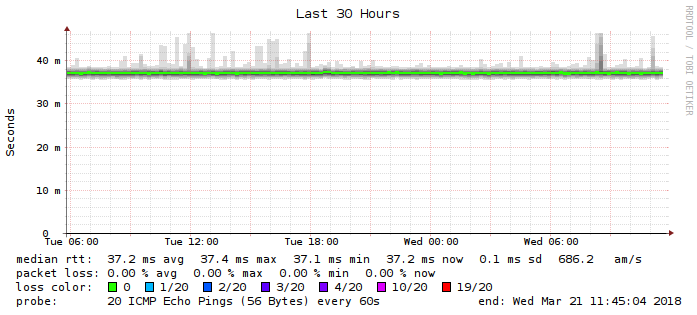 Last 30 Hours
RRDTOOL / TOBI OETIKER
Seconds
40 m
30 m
20 m
10 m
0
Tue 06:00 Tue 12:00 Tue 18:00 Wed 00:00 Wed 06:00
median rtt: 37.2 ms avg 37.4 ms max 37.1 ms min 37.2 ms now 0.1 ms sd 686.2 am/s
packet loss: 0.00 % avg 0.00 % max 0.00 % min 0.00 % now
loss color: 0 1/20 2/20 3/20 4/20 10/20 19/20
probe: 20 ICMP Echo Pings (56 Bytes) every 60s end: Wed Mar 21 11:45:04 2018